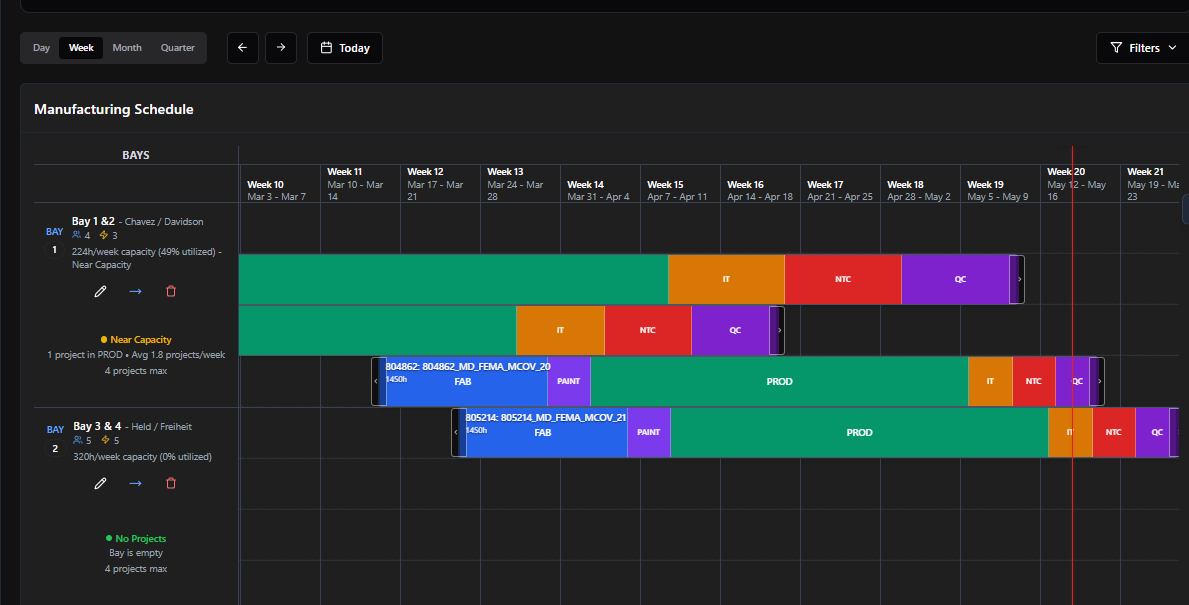 Day Week Month Quarter Today Filters
Manufacturing Schedule
BAYS
Week 10
Mar 3 - Mar 7
Week 11
Mar 10 - Mar
14
Week 12
Mar 17 - Mar
21
Week 13
Mar 24 - Mar
28
Week 14
Mar 31 - Apr 4
Week 15
Apr 7 - Apr 11
Week 16
Apr 14 - Apr 18
Week 17
Apr 21 - Apr 25
Week 18
Apr 28 - May 2
Week 19
May 5 - May 9
Week 20
May 12 - May
16
Week 21
May 19 - Ma
23
BAY
1
Bay 1 &2 - Chavez / Davidson
4 3
224h/week capacity (49% utilized) -
Near Capacity
Near Capacity
1 project in PROD • Avg 1.8 projects/week
4 projects max
IT NTC QC
IT NTC QC
804862: 804862_MD_FEMA_MCOV_20
1450h
FAB PAINT PROD IT NTC QC
BAY
2
Bay 3 & 4 - Held / Freiheit
5 5
320h/week capacity (0% utilized)
No Projects
Bay is empty
4 projects max
805214: 805214_MD_FEMA_MCOV_21
1450h
FAB PAINT PROD IT NTC QC